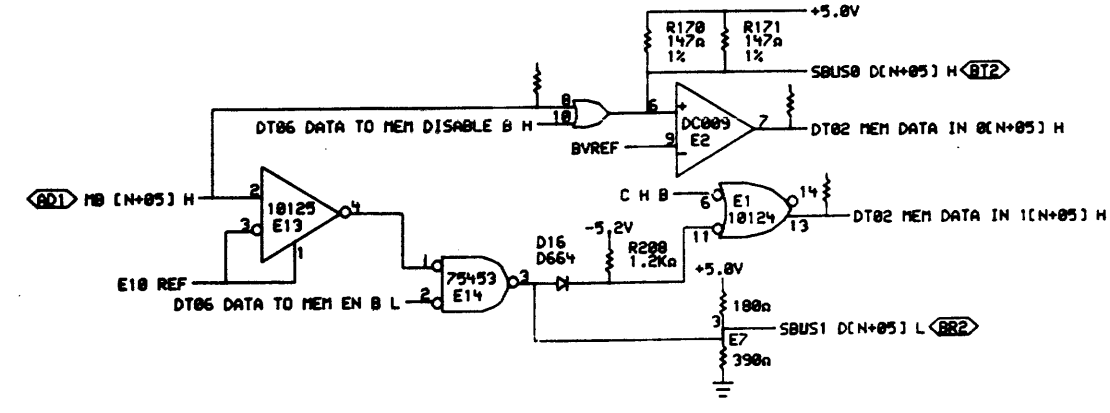 +5.0V
R170
147Ω
1%
R171
147Ω
1%
SBUS0 D[N+05] H BT2
8
10
6
+
7
DC009
E2
9
-
DT06 DATA TO MEM DISABLE B H
DT02 MEM DATA IN 0[N+05] H
BVREF
AD1 MB [N+05] H
2
10125
E13
4
3
1
C H B
6
E1
10124
14
13
11
DT02 MEM DATA IN 1[N+05] H
-5.2V
D16
D664
R208
1.2KΩ
+5.0V
E10 REF
1
75453
E14
3
2
DT06 DATA TO MEM EN B L
180Ω
3
SBUS1 D[N+05] L BR2
E7
390Ω